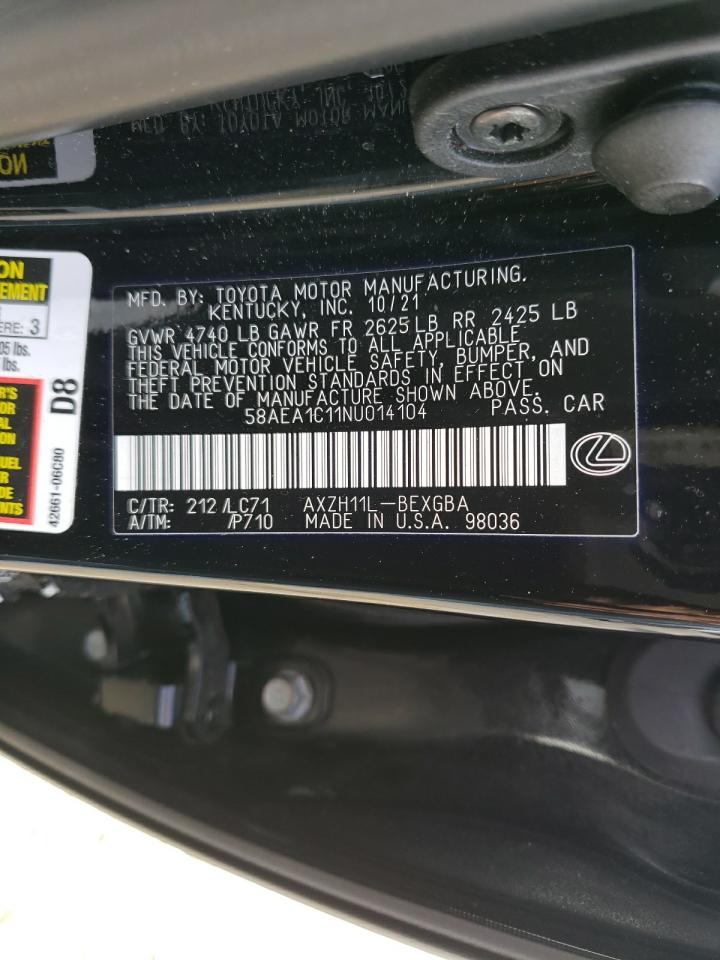 MFD. BY: TOYOTA MOTOR MANUFACTURING.
KENTUCKY, INC. 10/21
GVWR 4740 LB GAWR FR 2625 LB RR 2425 LB
THIS VEHICLE CONFORMS TO ALL APPLICABLE
FEDERAL MOTOR VEHICLE SAFETY, BUMPER, AND
THEFT PREVENTION STANDARDS IN EFFECT ON
THE DATE OF MANUFACTURE SHOWN ABOVE.
58AEA1C11NU014104 PASS. CAR
C/TR: 212 /LC71 AXZH11L-BEXGBA
A/TM: /P710 MADE IN U.S.A. 98036
3
lbs.
lbs.
D8
42661-06C80